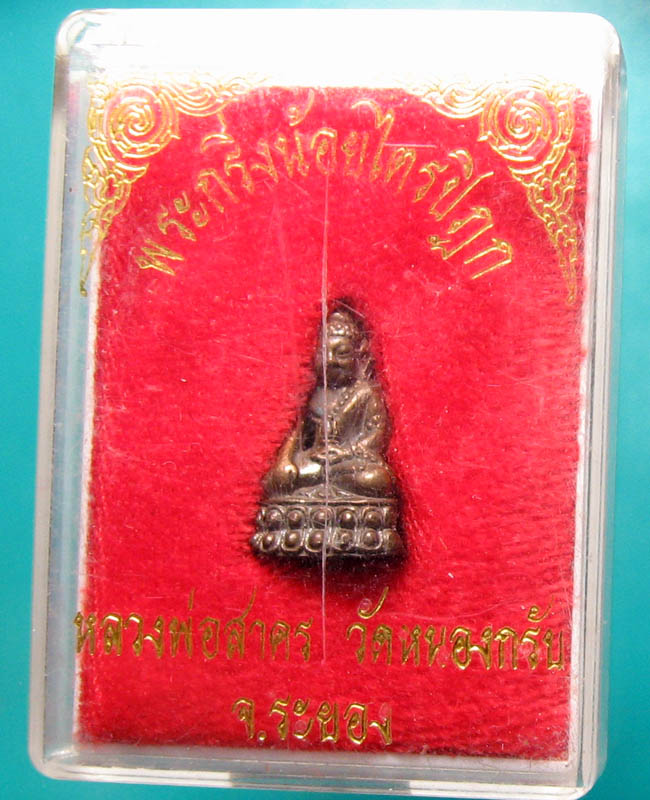 พระกริ่งน้อยไตรปิฎก
หลวงพ่อสาคร วัดหนองกรับ
จ.ระยอง